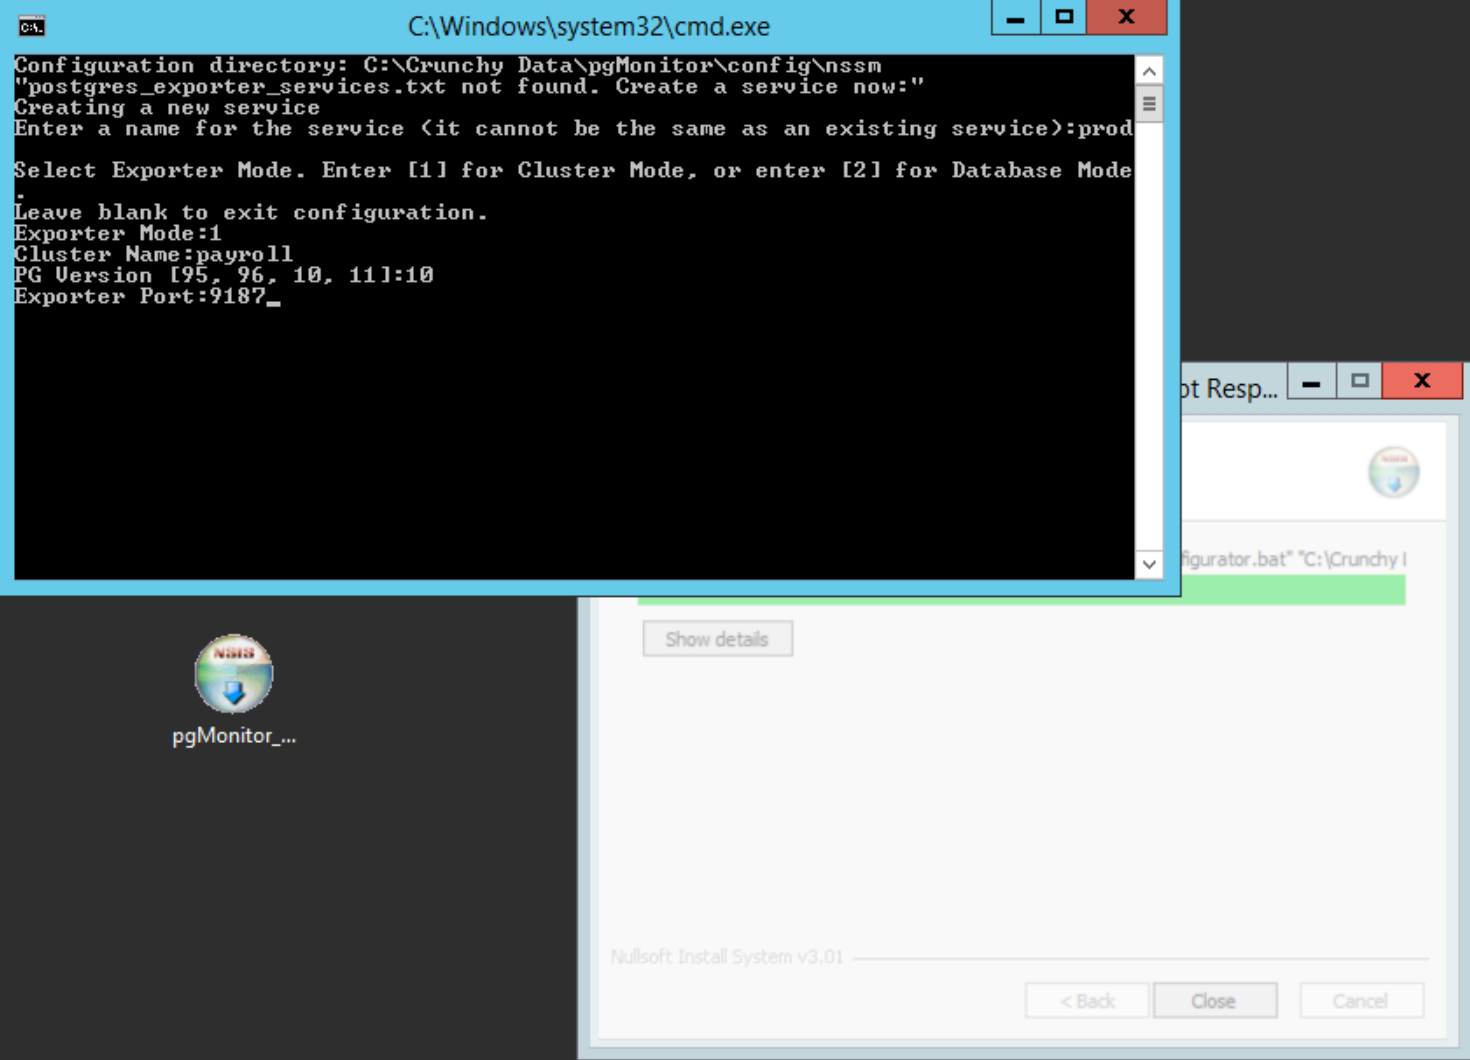 C:\Windows\system32\cmd.exe
Configuration directory: C:\Crunchy Data\pgMonitor\config\nssm
"postgres_exporter_services.txt not found. Create a service now:"
Creating a new service
Enter a name for the service (it cannot be the same as an existing service):prod
Select Exporter Mode. Enter [1] for Cluster Mode, or enter [2] for Database Mode
.
Leave blank to exit configuration.
Exporter Mode:1
Cluster Name:payroll
PG Version [95, 96, 10, 11]:10
Exporter Port:9187_
ot Resp...
figurator.bat" "C:\Crunchy
Show details
NSIS
pgMonitor_...
Nullsoft Install System v3.01
< Back
Close
Cancel